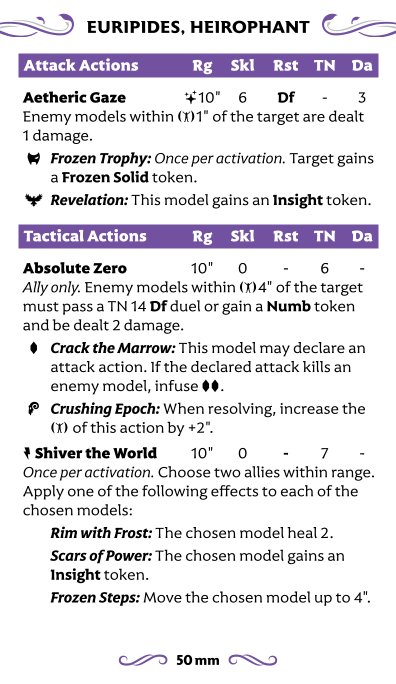 EURIPIDES, HEIROPHANT
Attack Actions Rg Skl Rst TN Da
Aetheric Gaze 10" 6 Df - 3
Enemy models within 1" of the target are dealt
1 damage.
Frozen Trophy: Once per activation. Target gains
a Frozen Solid token.
Revelation: This model gains an Insight token.
Tactical Actions Rg Skl Rst TN Da
Absolute Zero 10" 0 - 6 -
Ally only. Enemy models within 4" of the target
must pass a TN 14 Df duel or gain a Numb token
and be dealt 2 damage.
Crack the Marrow: This model may declare an
attack action. If the declared attack kills an
enemy model, infuse .
Crushing Epoch: When resolving, increase the
of this action by +2".
Shiver the World 10" 0 - 7 -
Once per activation. Choose two allies within range.
Apply one of the following effects to each of the
chosen models:
Rim with Frost: The chosen model heal 2.
Scars of Power: The chosen model gains an
Insight token.
Frozen Steps: Move the chosen model up to 4".
50 mm